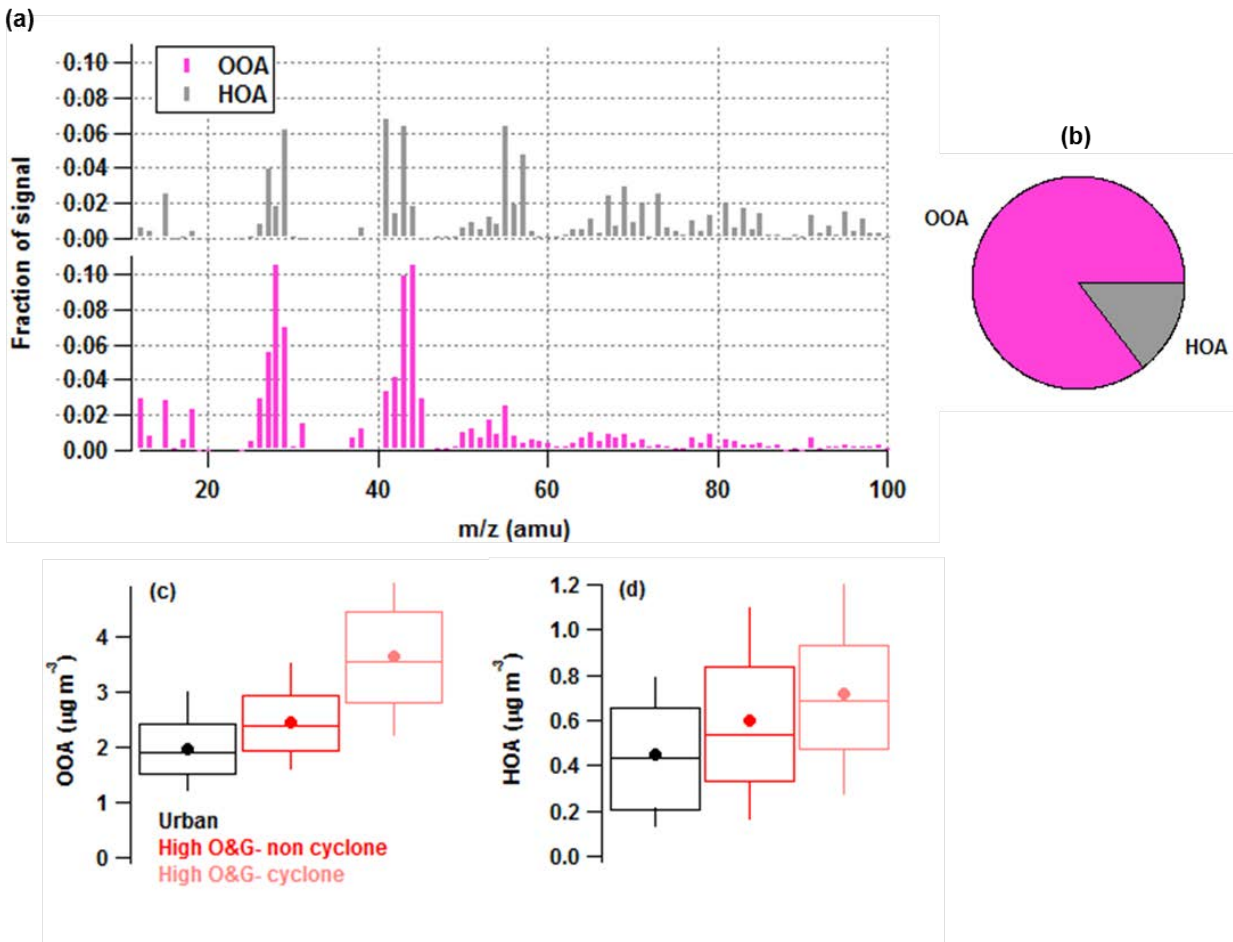 (a)
OOA
HOA
0.10
0.08
0.06
0.04
0.02
0.00
0.10
0.08
0.06
0.04
0.02
0.00
Fraction of signal
20 40 60 80 100
m/z (amu)
(b)
OOA
HOA
(c)
OOA (µg m-3)
4
3
2
1
0
Urban
High O&G- non cyclone
High O&G- cyclone
(d)
HOA (µg m-3)
1.2
1.0
0.8
0.6
0.4
0.2
0.0